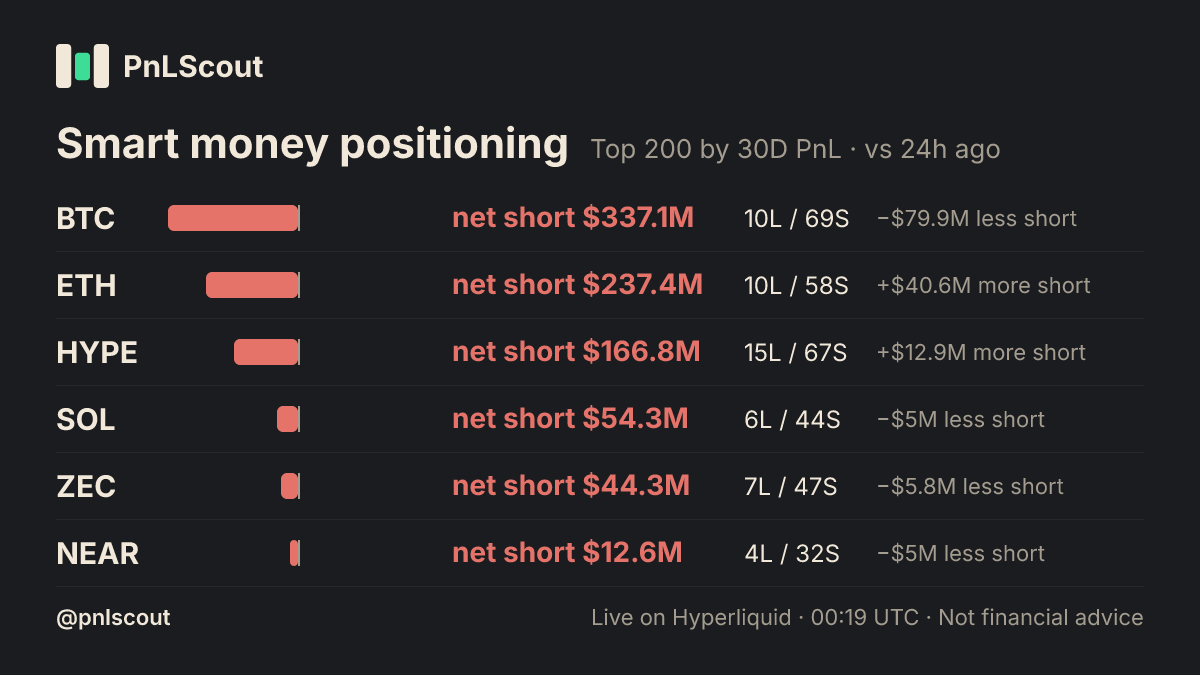 PnLScout
Smart money positioning Top 200 by 30D PnL · vs 24h ago
BTC net short $337.1M 10L / 69S −$79.9M less short
ETH net short $237.4M 10L / 58S +$40.6M more short
HYPE net short $166.8M 15L / 67S +$12.9M more short
SOL net short $54.3M 6L / 44S −$5M less short
ZEC net short $44.3M 7L / 47S −$5.8M less short
NEAR net short $12.6M 4L / 32S −$5M less short
@pnlscout Live on Hyperliquid · 00:19 UTC · Not financial advice